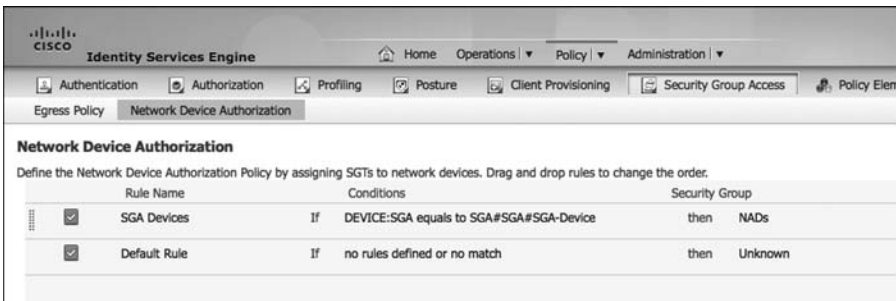 CISCO
Identity Services Engine
Home Operations Policy Administration
Authentication Authorization Profiling Posture Client Provisioning Security Group Access Policy Elem
Egress Policy Network Device Authorization
Network Device Authorization
Define the Network Device Authorization Policy by assigning SGTs to network devices. Drag and drop rules to change the order.
Rule Name Conditions Security Group
SGA Devices If DEVICE:SGA equals to SGA#SGA#SGA-Device then NADs
Default Rule If no rules defined or no match then Unknown